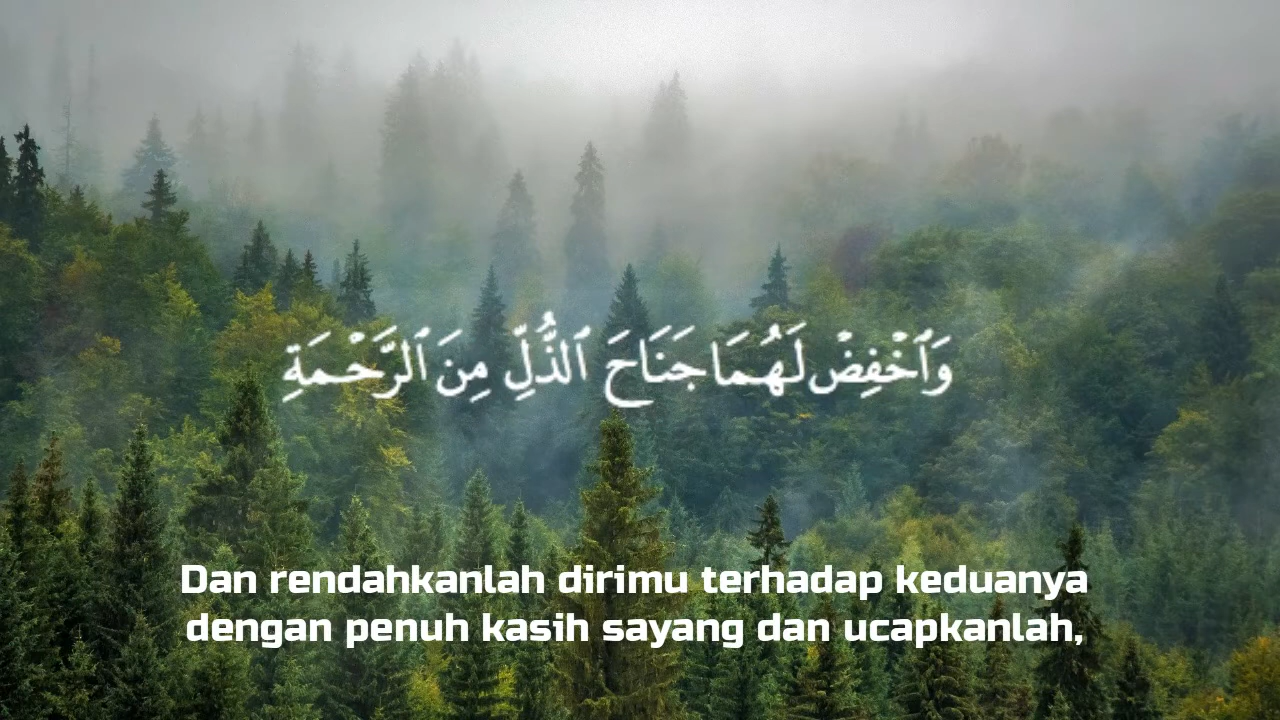 وَٱخْفِضْ لَهُمَا جَنَاحَ ٱلذُّلِّ مِنَ ٱلرَّحْمَةِ
Dan rendahkanlah dirimu terhadap keduanya
dengan penuh kasih sayang dan ucapkanlah,